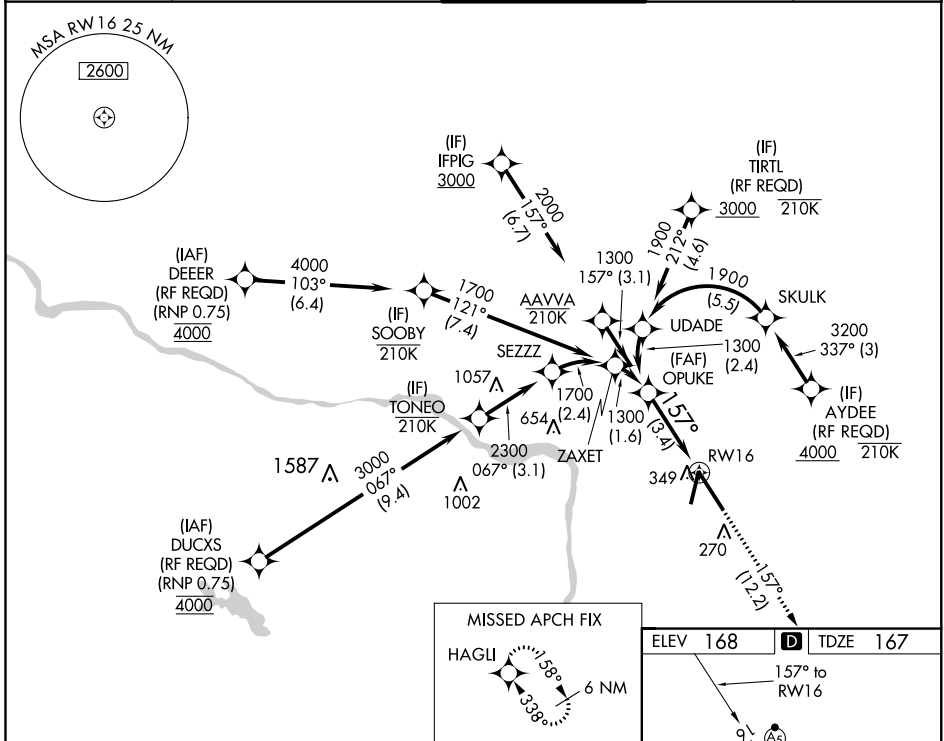 MSA RW16 25 NM
2600
(IF)
IFPIG
3000
2000
157°
(6.7)
(IF)
TIRTL
(RF REQD)
3000 210K
1900
212°
(4.6)
(IAF)
DEEER
(RF REQD)
(RNP 0.75)
4000
4000
103°
(6.4)
(IF)
SOOBY
210K
1700
121°
(7.4)
1300
157° (3.1)
AAVVA
210K
1900
(5.5)
SKULK
UDADE
1300
(2.4)
3200
337° (3)
(IF)
AYDEE
(RF REQD)
4000 210K
SEZZZ
(FAF)
OPUKE
1057
(IF)
TONEO
210K
1700
(2.4)
654
1300
(1.6)
ZAXET
2300
067° (3.1)
157°
(3.4)
RW16
349
1587
3000
067°
(9.4)
1002
270
(IAF)
DUCXS
(RF REQD)
(RNP 0.75)
4000
157°
(12.2)
MISSED APCH FIX
HAGLI
158°
338°
6 NM
ELEV 168 D TDZE 167
157° to
RW16
16
A5